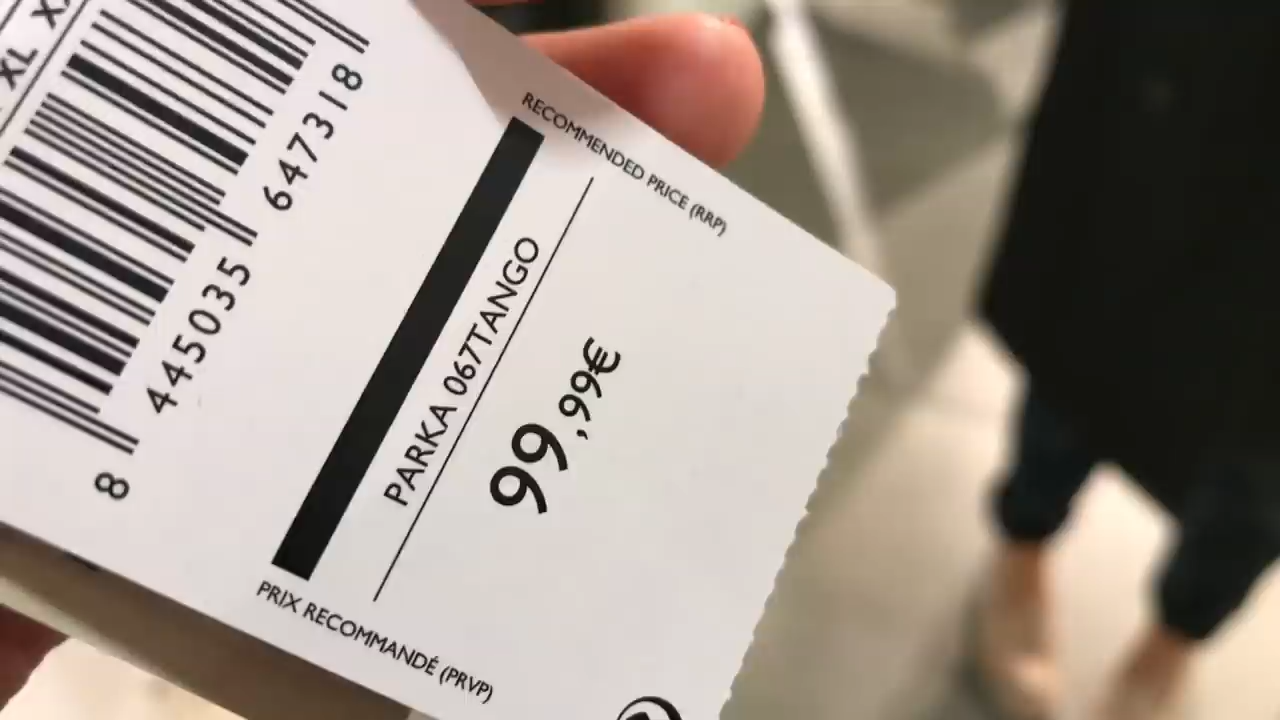 XL
8 445035 647318
RECOMMENDED PRICE (RRP)
PARKA 067TANGO
99,99€
PRIX RECOMMANDÉ (PRVP)